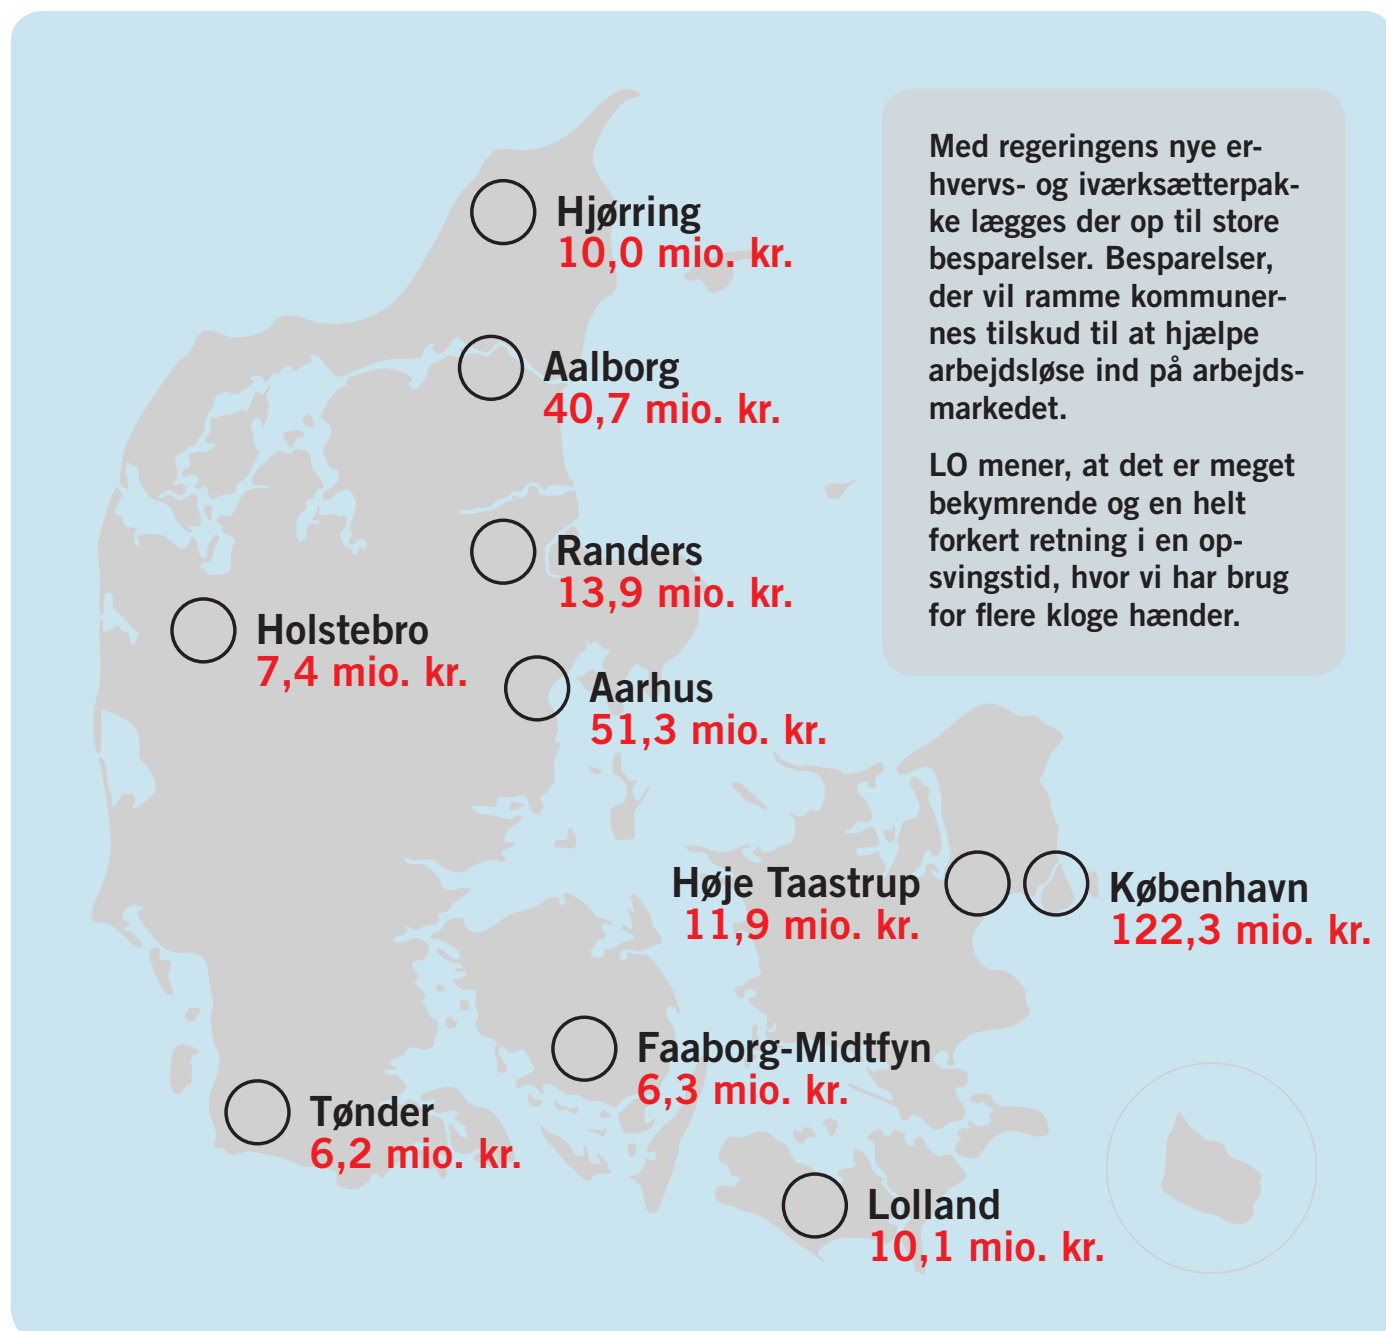 Med regeringens nye er-
hvervs- og iværksætterpak-
ke lægges der op til store
besparelser. Besparelser,
der vil ramme kommuner-
nes tilskud til at hjælpe
arbejdsløse ind på arbejds-
markedet.
LO mener, at det er meget
bekymrende og en helt
forkert retning i en op-
svingstid, hvor vi har brug
for flere kloge hænder.
Hjørring
10,0 mio. kr.
Aalborg
40,7 mio. kr.
Randers
13,9 mio. kr.
Holstebro
7,4 mio. kr.
Aarhus
51,3 mio. kr.
Høje Taastrup
11,9 mio. kr.
København
122,3 mio. kr.
Faaborg-Midtfyn
6,3 mio. kr.
Tønder
6,2 mio. kr.
Lolland
10,1 mio. kr.